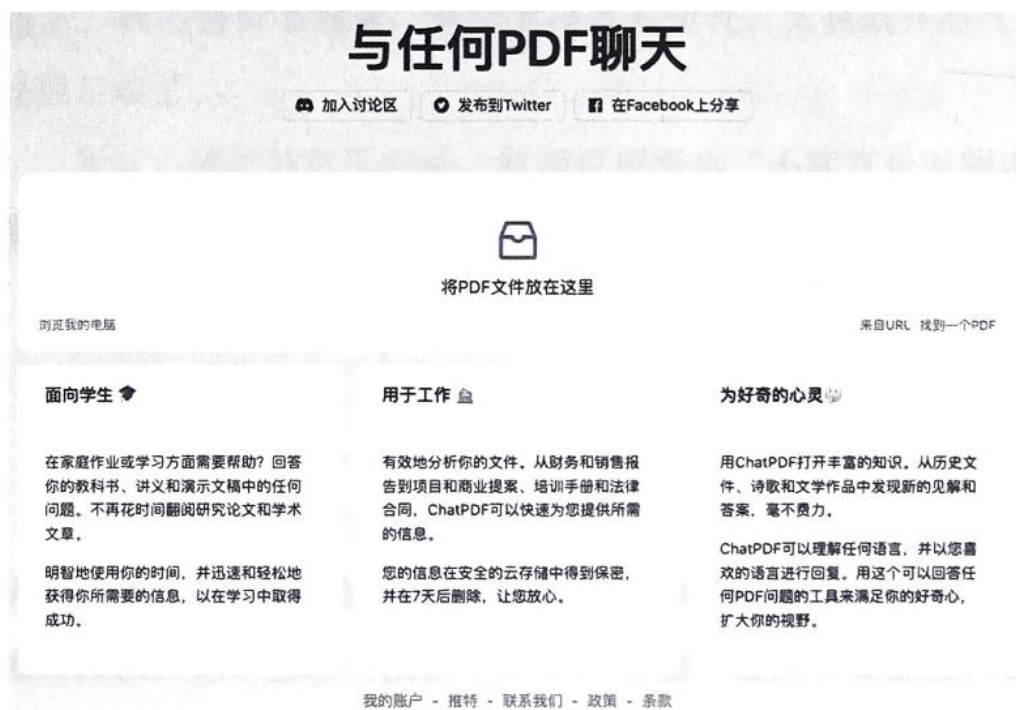 与任何PDF聊天
加入讨论区 发布到Twitter 在Facebook上分享
将PDF文件放在这里
浏览我的电脑 来自URL 找到一个PDF
面向学生
在家庭作业或学习方面需要帮助？回答
你的教科书、讲义和演示文稿中的任何
问题。不再花时间翻阅研究论文和学术
文章。
明智地使用你的时间，并迅速和轻松地
获得你所需要的信息，以在学习中取得
成功。
用于工作
有效地分析你的文件。从财务和销售报
告到项目和商业提案、培训手册和法律
合同，ChatPDF可以快速为您提供所需
的信息。
您的信息在安全的云存储中得到保密，
并在7天后删除，让您放心。
为好奇的心灵
用ChatPDF打开丰富的知识。从历史文
件、诗歌和文学作品中发现新的见解和
答案，毫不费力。
ChatPDF可以理解任何语言，并以您喜
欢的语言进行回复。用这个可以回答任
何PDF问题的工具来满足你的好奇心，
扩大你的视野。
我的账户 - 推特 - 联系我们 - 政策 - 条款